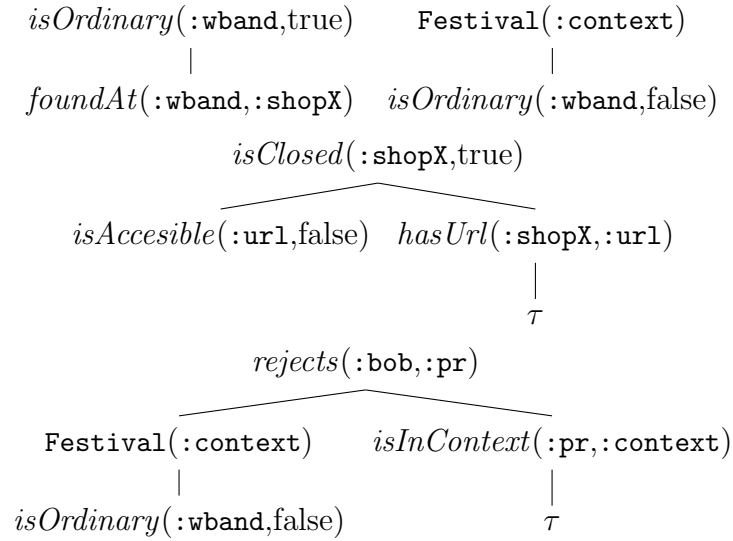 isOrdinary(:wband,true) Festival(:context)
foundAt(:wband,:shopX) isOrdinary(:wband,false)
isClosed(:shopX,true)
isAccesible(:url,false) hasUrl(:shopX,:url)
τ
rejects(:bob,:pr)
Festival(:context) isInContext(:pr,:context)
isOrdinary(:wband,false) τ